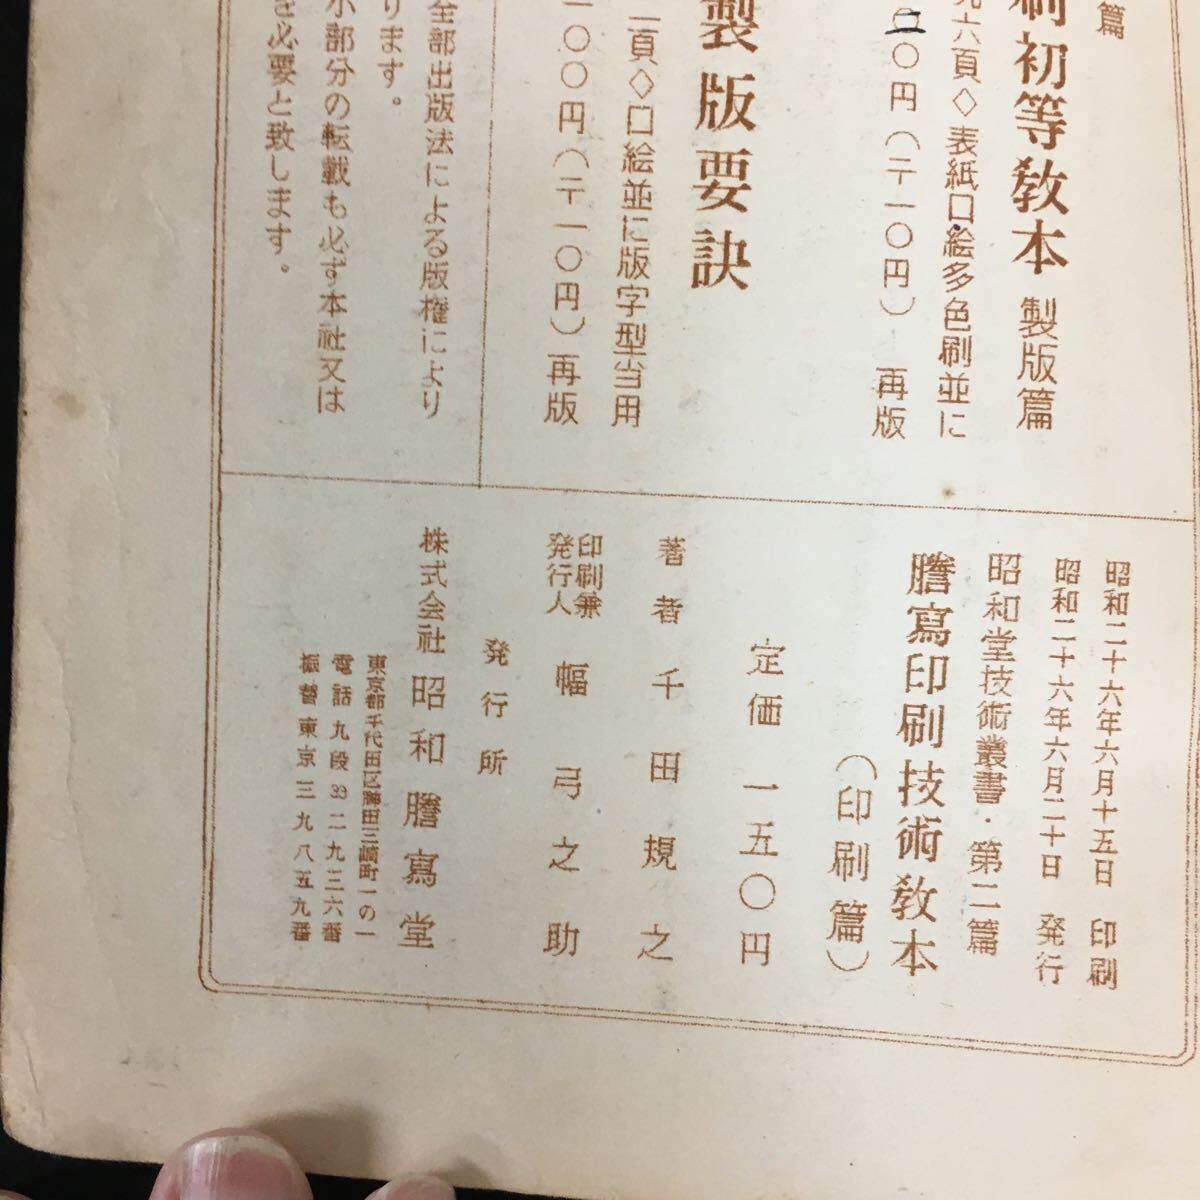 篇
刷初等教本 製版篇
九六頁◇表紙口絵多色刷並に
〇円(〒一〇円) 再版
製版要訣
二頁◇口絵並に版字型当用
一〇〇円(〒一〇円)再版
全部出版法による版権により
ります。
小部分の転載も必ず本社又は
を必要と致します。
昭和二十六年六月十五日 印刷
昭和二十六年六月二十日 発行
昭和堂技術叢書・第二篇
謄寫印刷技術教本
(印刷篇)
定価 一五〇円
著者 千田規之
印刷兼
発行人 幅弓之助
発行所
株式会社 昭和謄寫堂
東京都千代田区神田三崎町一の一
電話九段33二九三六番
振替東京三九八五九番